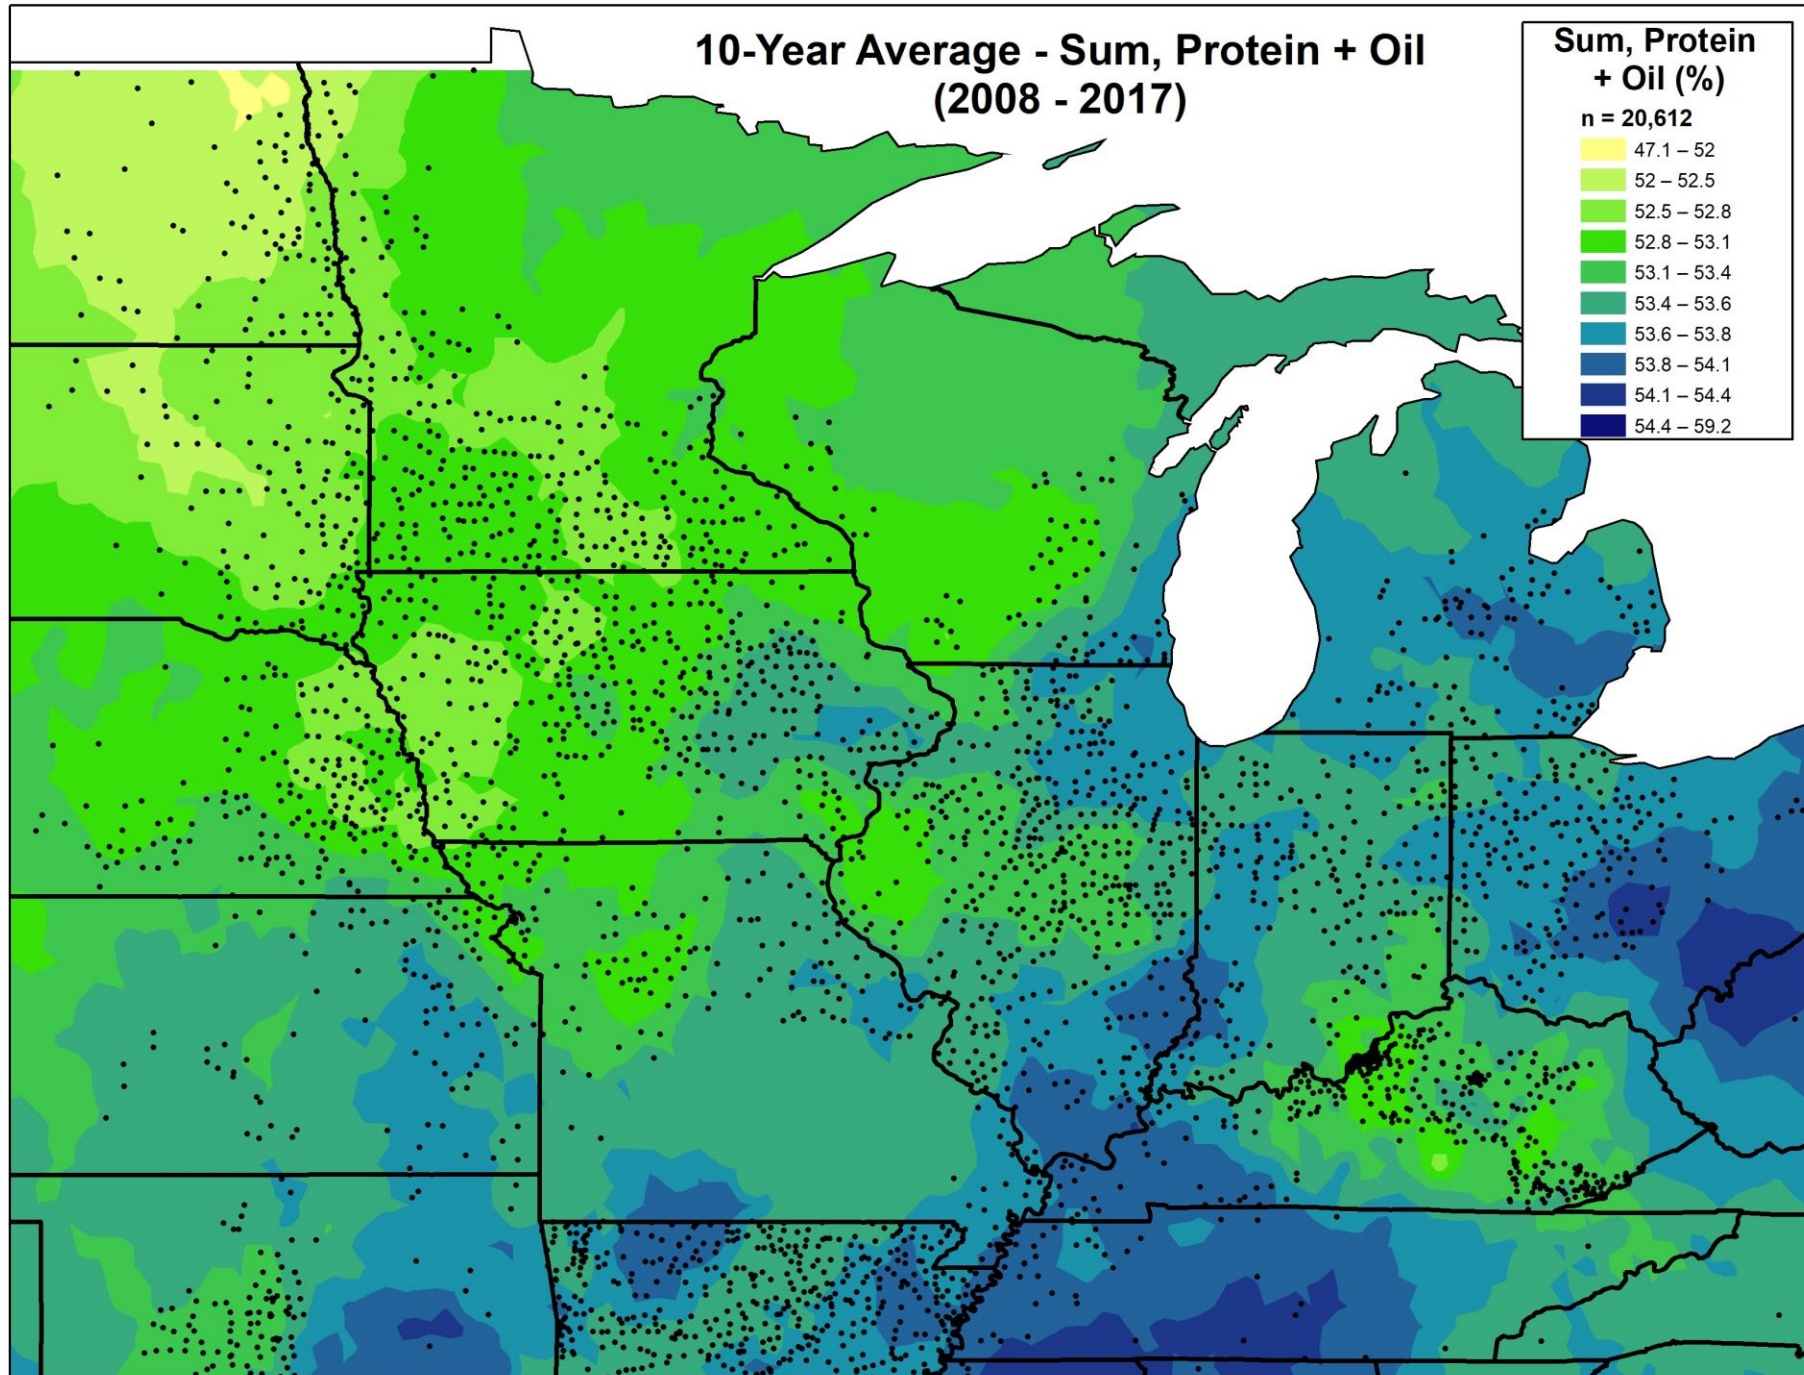 10-Year Average - Sum, Protein + Oil
(2008 - 2017)
Sum, Protein
+ Oil (%)
n = 20,612
47.1 – 52
52 – 52.5
52.5 – 52.8
52.8 – 53.1
53.1 – 53.4
53.4 – 53.6
53.6 – 53.8
53.8 – 54.1
54.1 – 54.4
54.4 – 59.2